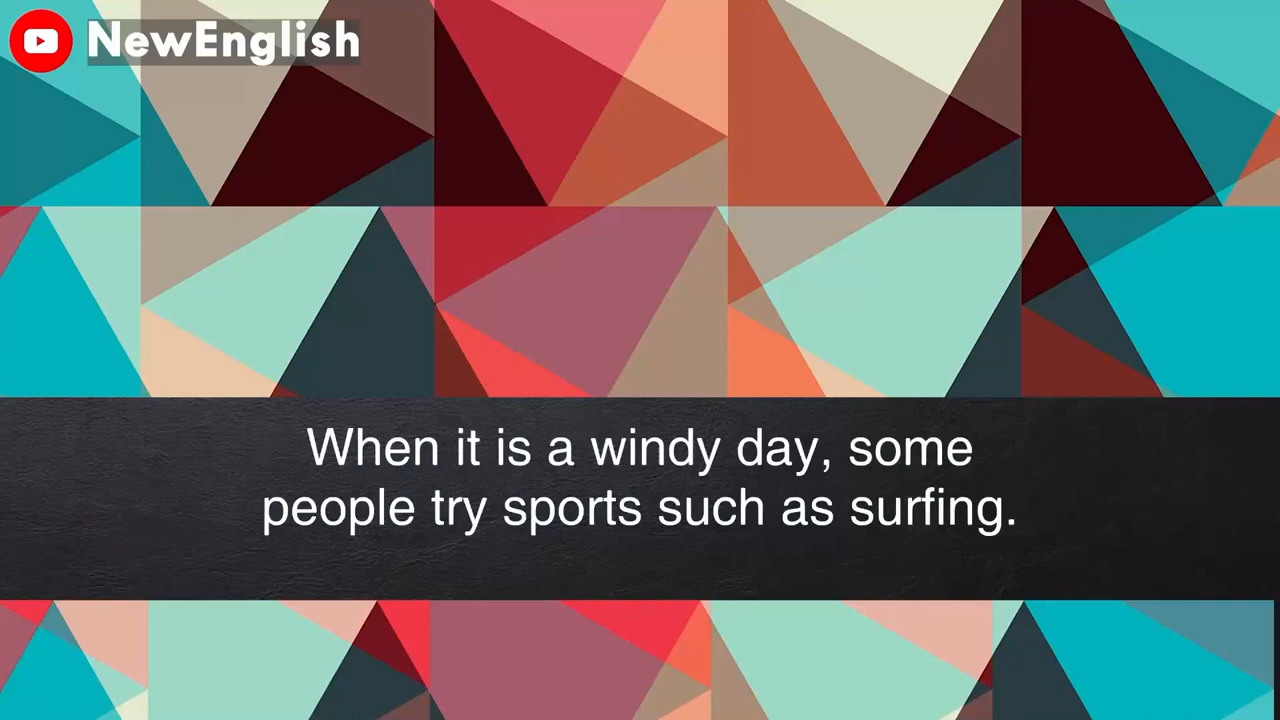 NewEnglish
When it is a windy day, some
people try sports such as surfing.